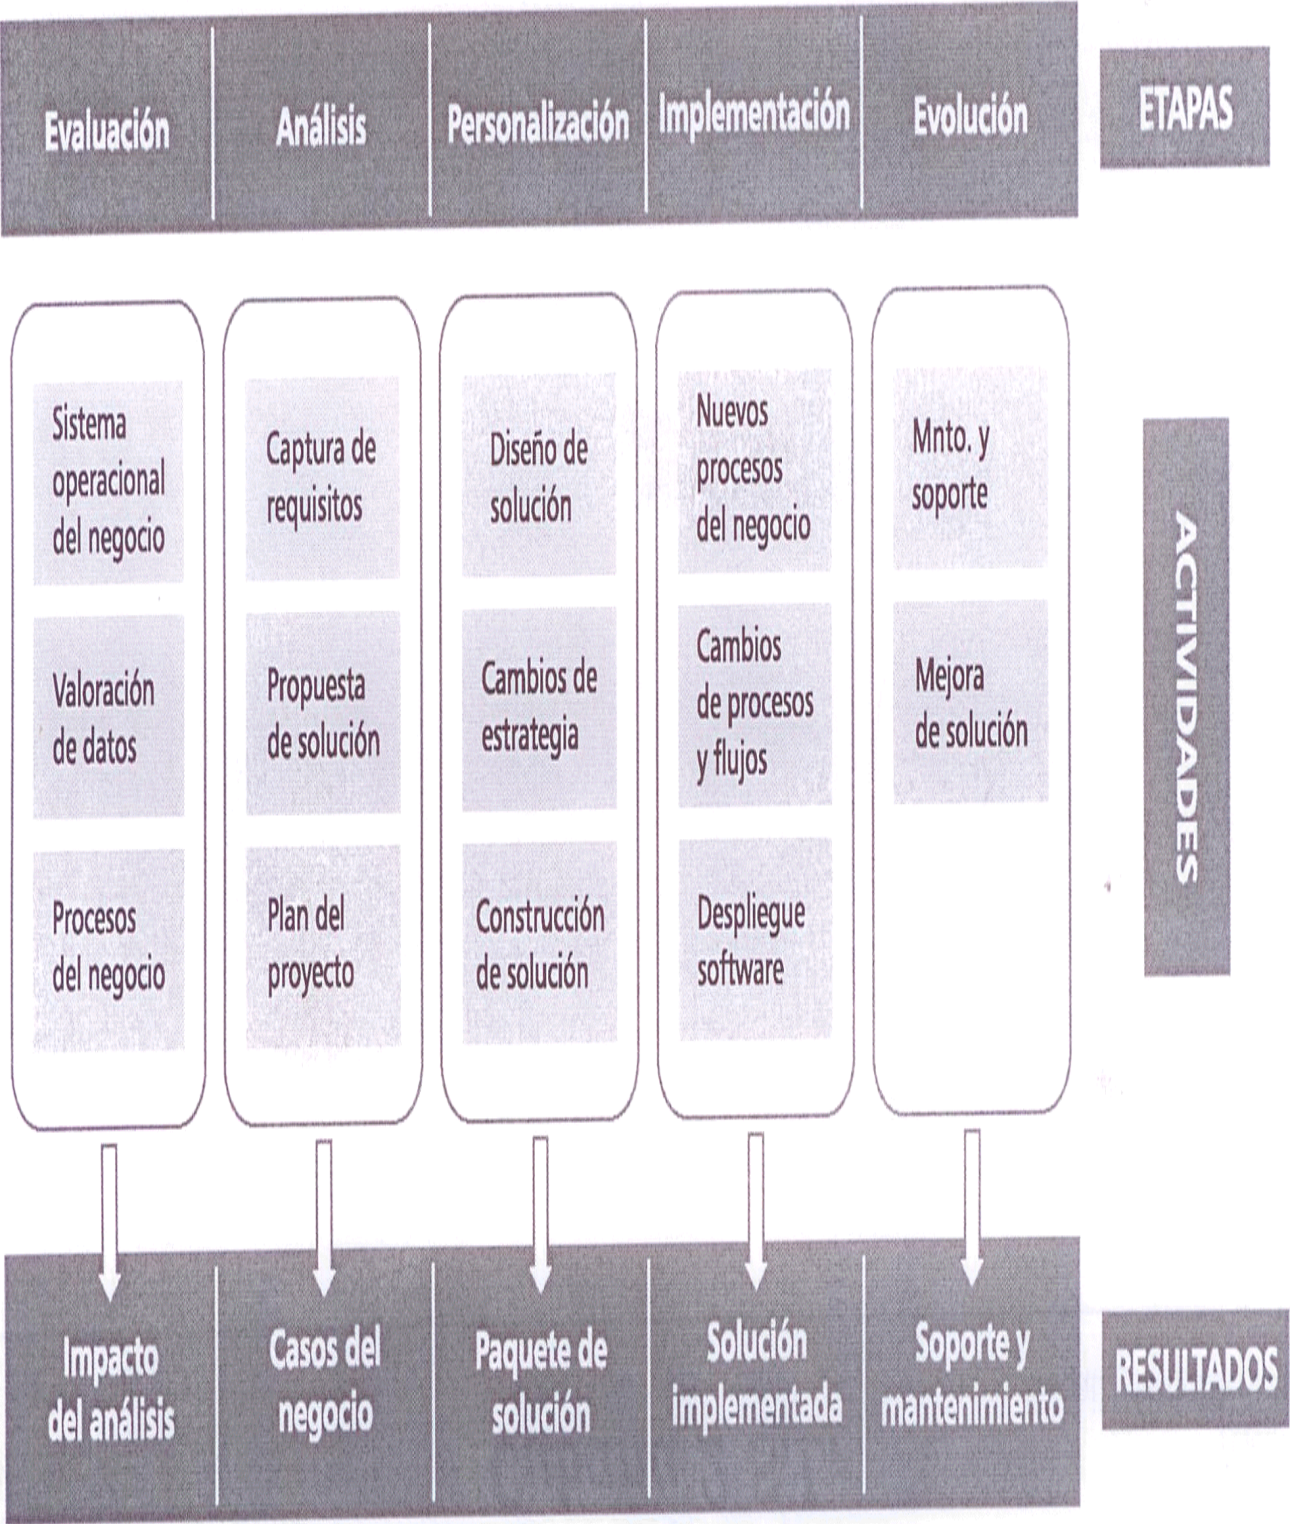 Evaluación
Análisis
Personalización
Implementación
Evolución
ETAPAS
Sistema
operacional
del negocio
Valoración
de datos
Procesos
del negocio
Captura de
requisitos
Propuesta
de solución
Plan del
proyecto
Diseño de
solución
Cambios de
estrategia
Construcción
de solución
Nuevos
procesos
del negocio
Cambios
de procesos
y flujos
Despliegue
software
Mnto. y
soporte
Mejora
de solución
ACTIVIDADES
Impacto
del análisis
Casos del
negocio
Paquete de
solución
Solución
implementada
Soporte y
mantenimiento
RESULTADOS